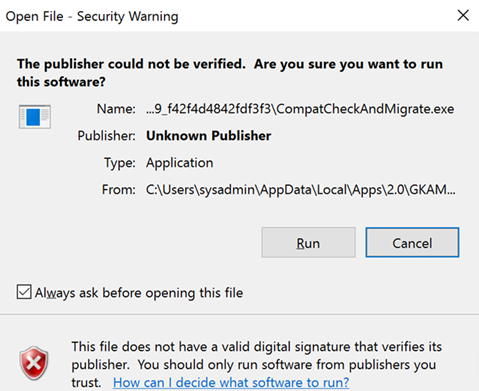 Open File - Security Warning
The publisher could not be verified.  Are you sure you want to run
this software?
Name: ...9_f42f4d4842fdf3f3\CompatCheckAndMigrate.exe
Publisher: Unknown Publisher
Type: Application
From: C:\Users\sysadmin\AppData\Local\Apps\2.0\GKAM...
Run Cancel
Always ask before opening this file
This file does not have a valid digital signature that verifies its
publisher.  You should only run software from publishers you
trust.  How can I decide what software to run?